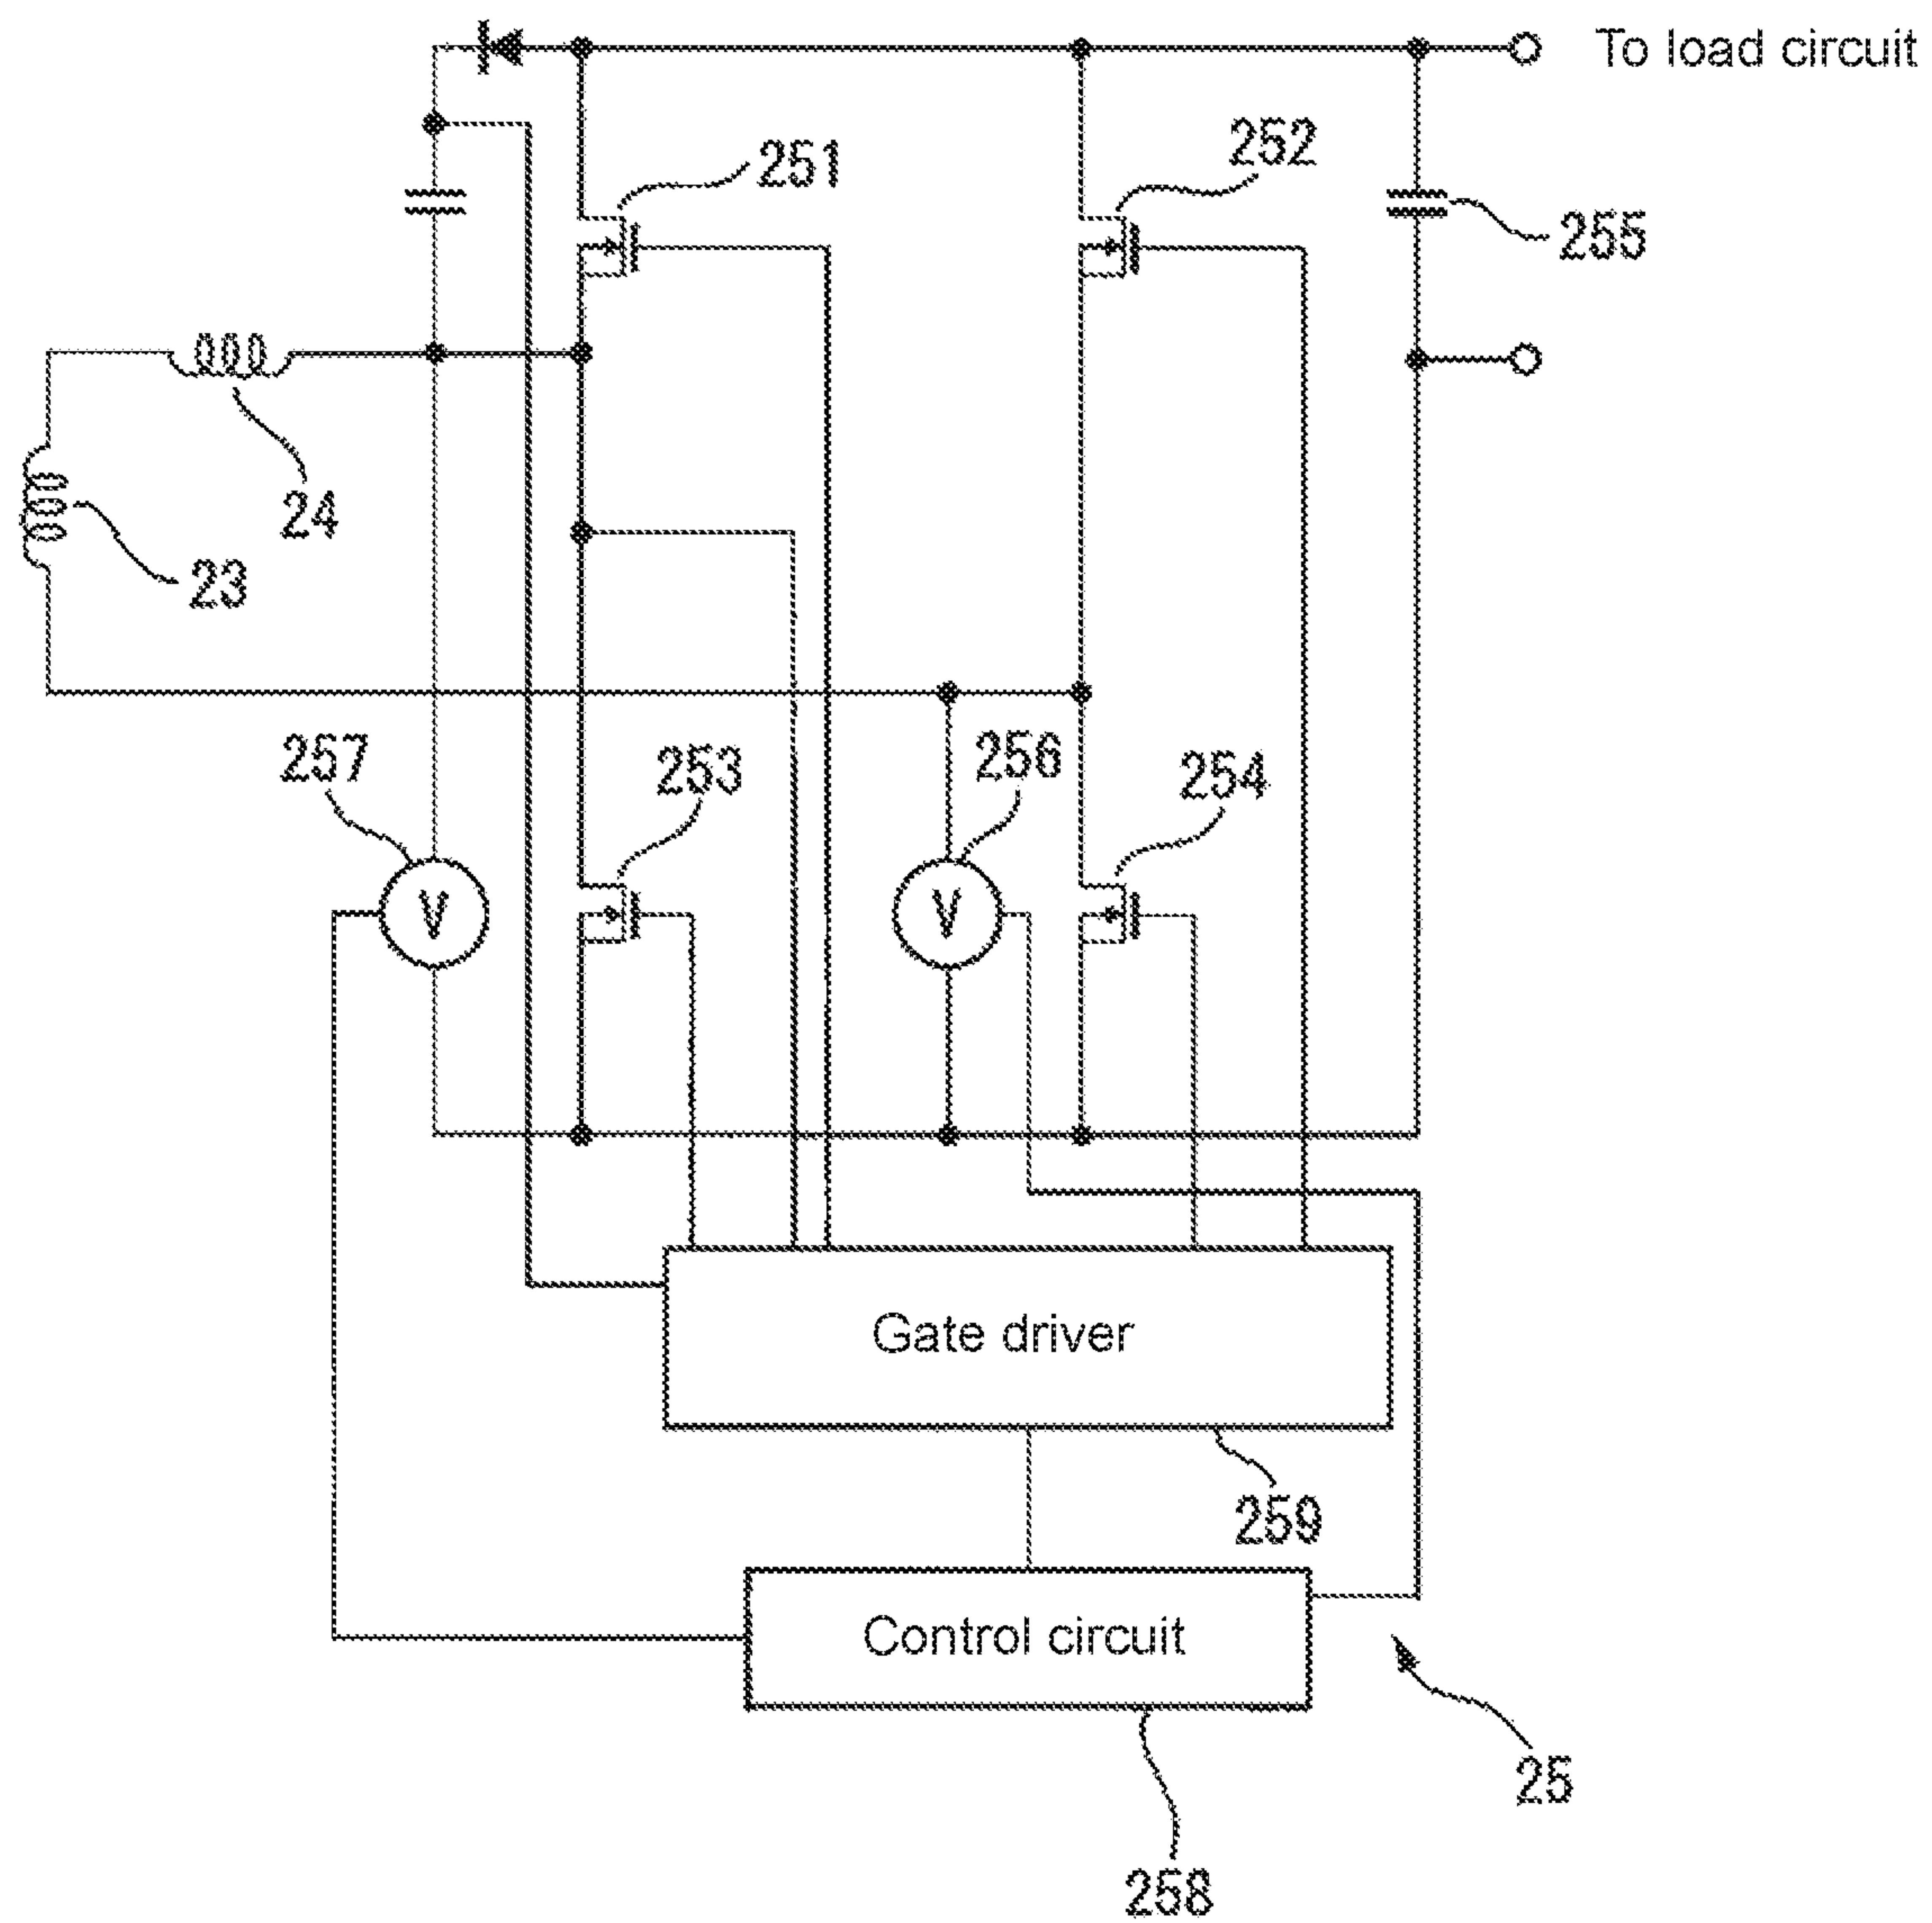 To load circuit
251
252
255
24
23
257
253
256
254
V
V
Gate driver
259
Control circuit
25
258